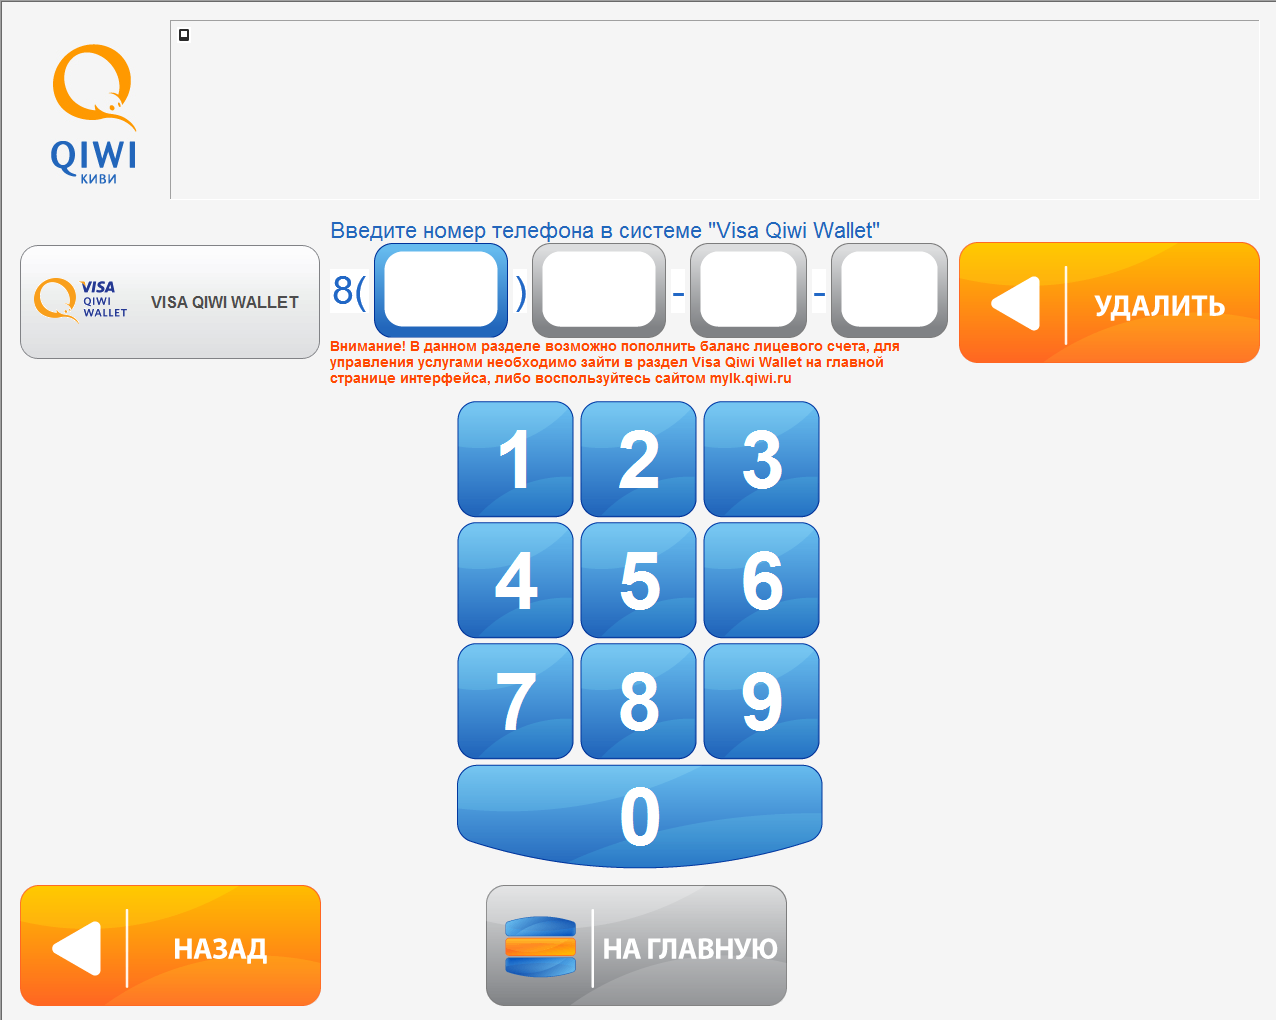 QIWI
КИВИ
Введите номер телефона в системе "Visa Qiwi Wallet"
VISA
QIWI
WALLET
VISA QIWI WALLET
8( ) - -
УДАЛИТЬ
Внимание! В данном разделе возможно пополнить баланс лицевого счета, для
управления услугами необходимо зайти в раздел Visa Qiwi Wallet на главной
странице интерфейса, либо воспользуйтесь сайтом mylk.qiwi.ru
1 2 3
4 5 6
7 8 9
0
НАЗАД
НА ГЛАВНУЮ